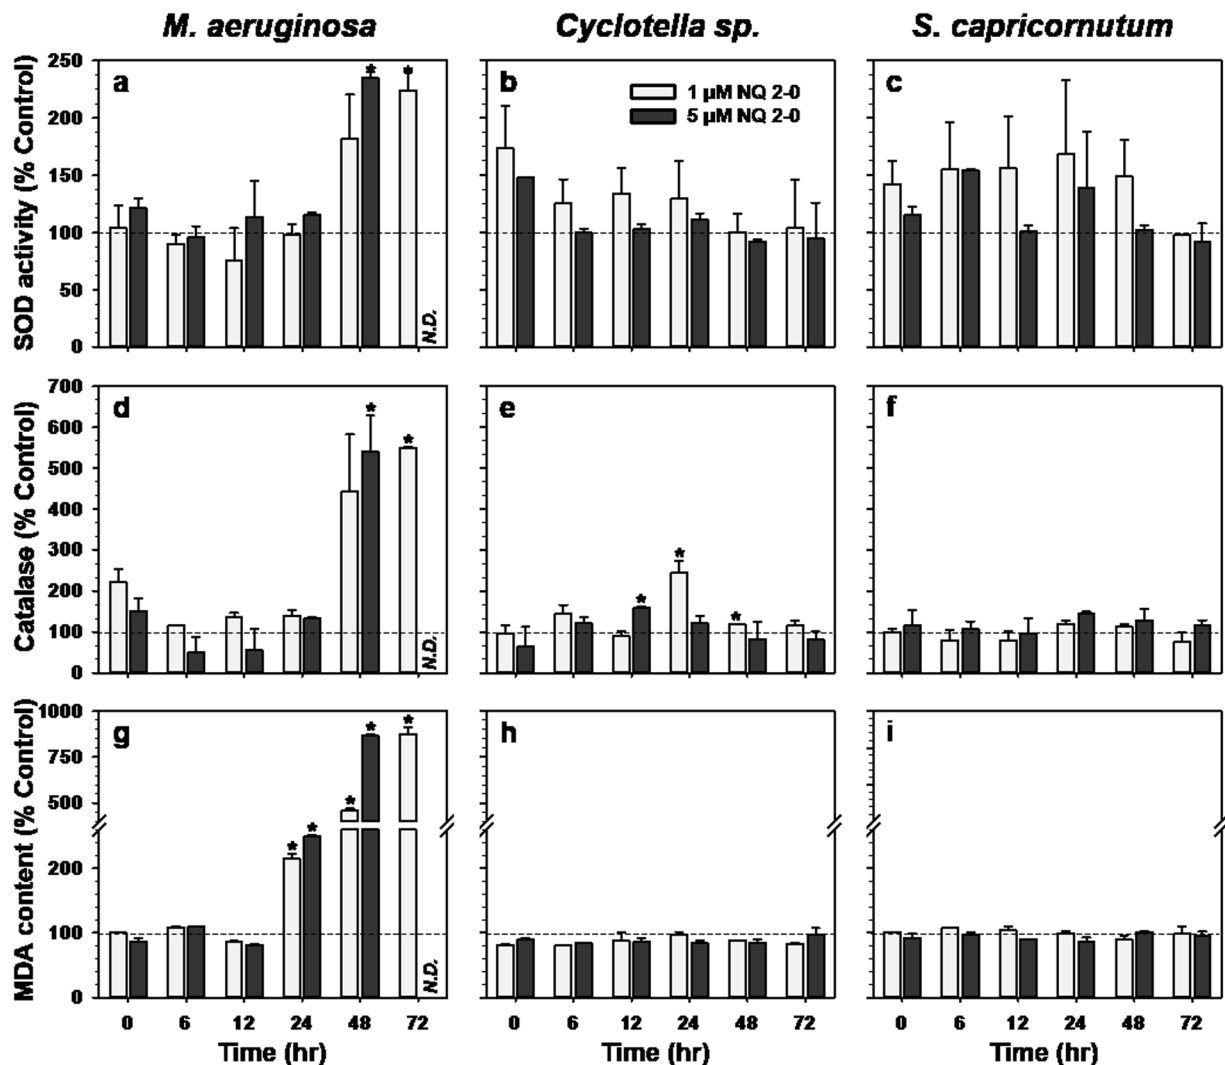 M. aeruginosa
Cyclotella sp.
S. capricornutum
SOD activity (% Control)
250
200
150
100
50
0
a
*
*
N.D.
b
1 µM NQ 2-0
5 µM NQ 2-0
c
Catalase (% Control)
700
600
500
400
300
200
100
0
d
*
*
N.D.
e
*
*
*
f
MDA content (% Control)
1000
750
500
200
100
0
g
*
*
*
*
*
N.D.
h
i
0 6 12 24 48 72
0 6 12 24 48 72
0 6 12 24 48 72
Time (hr)
Time (hr)
Time (hr)